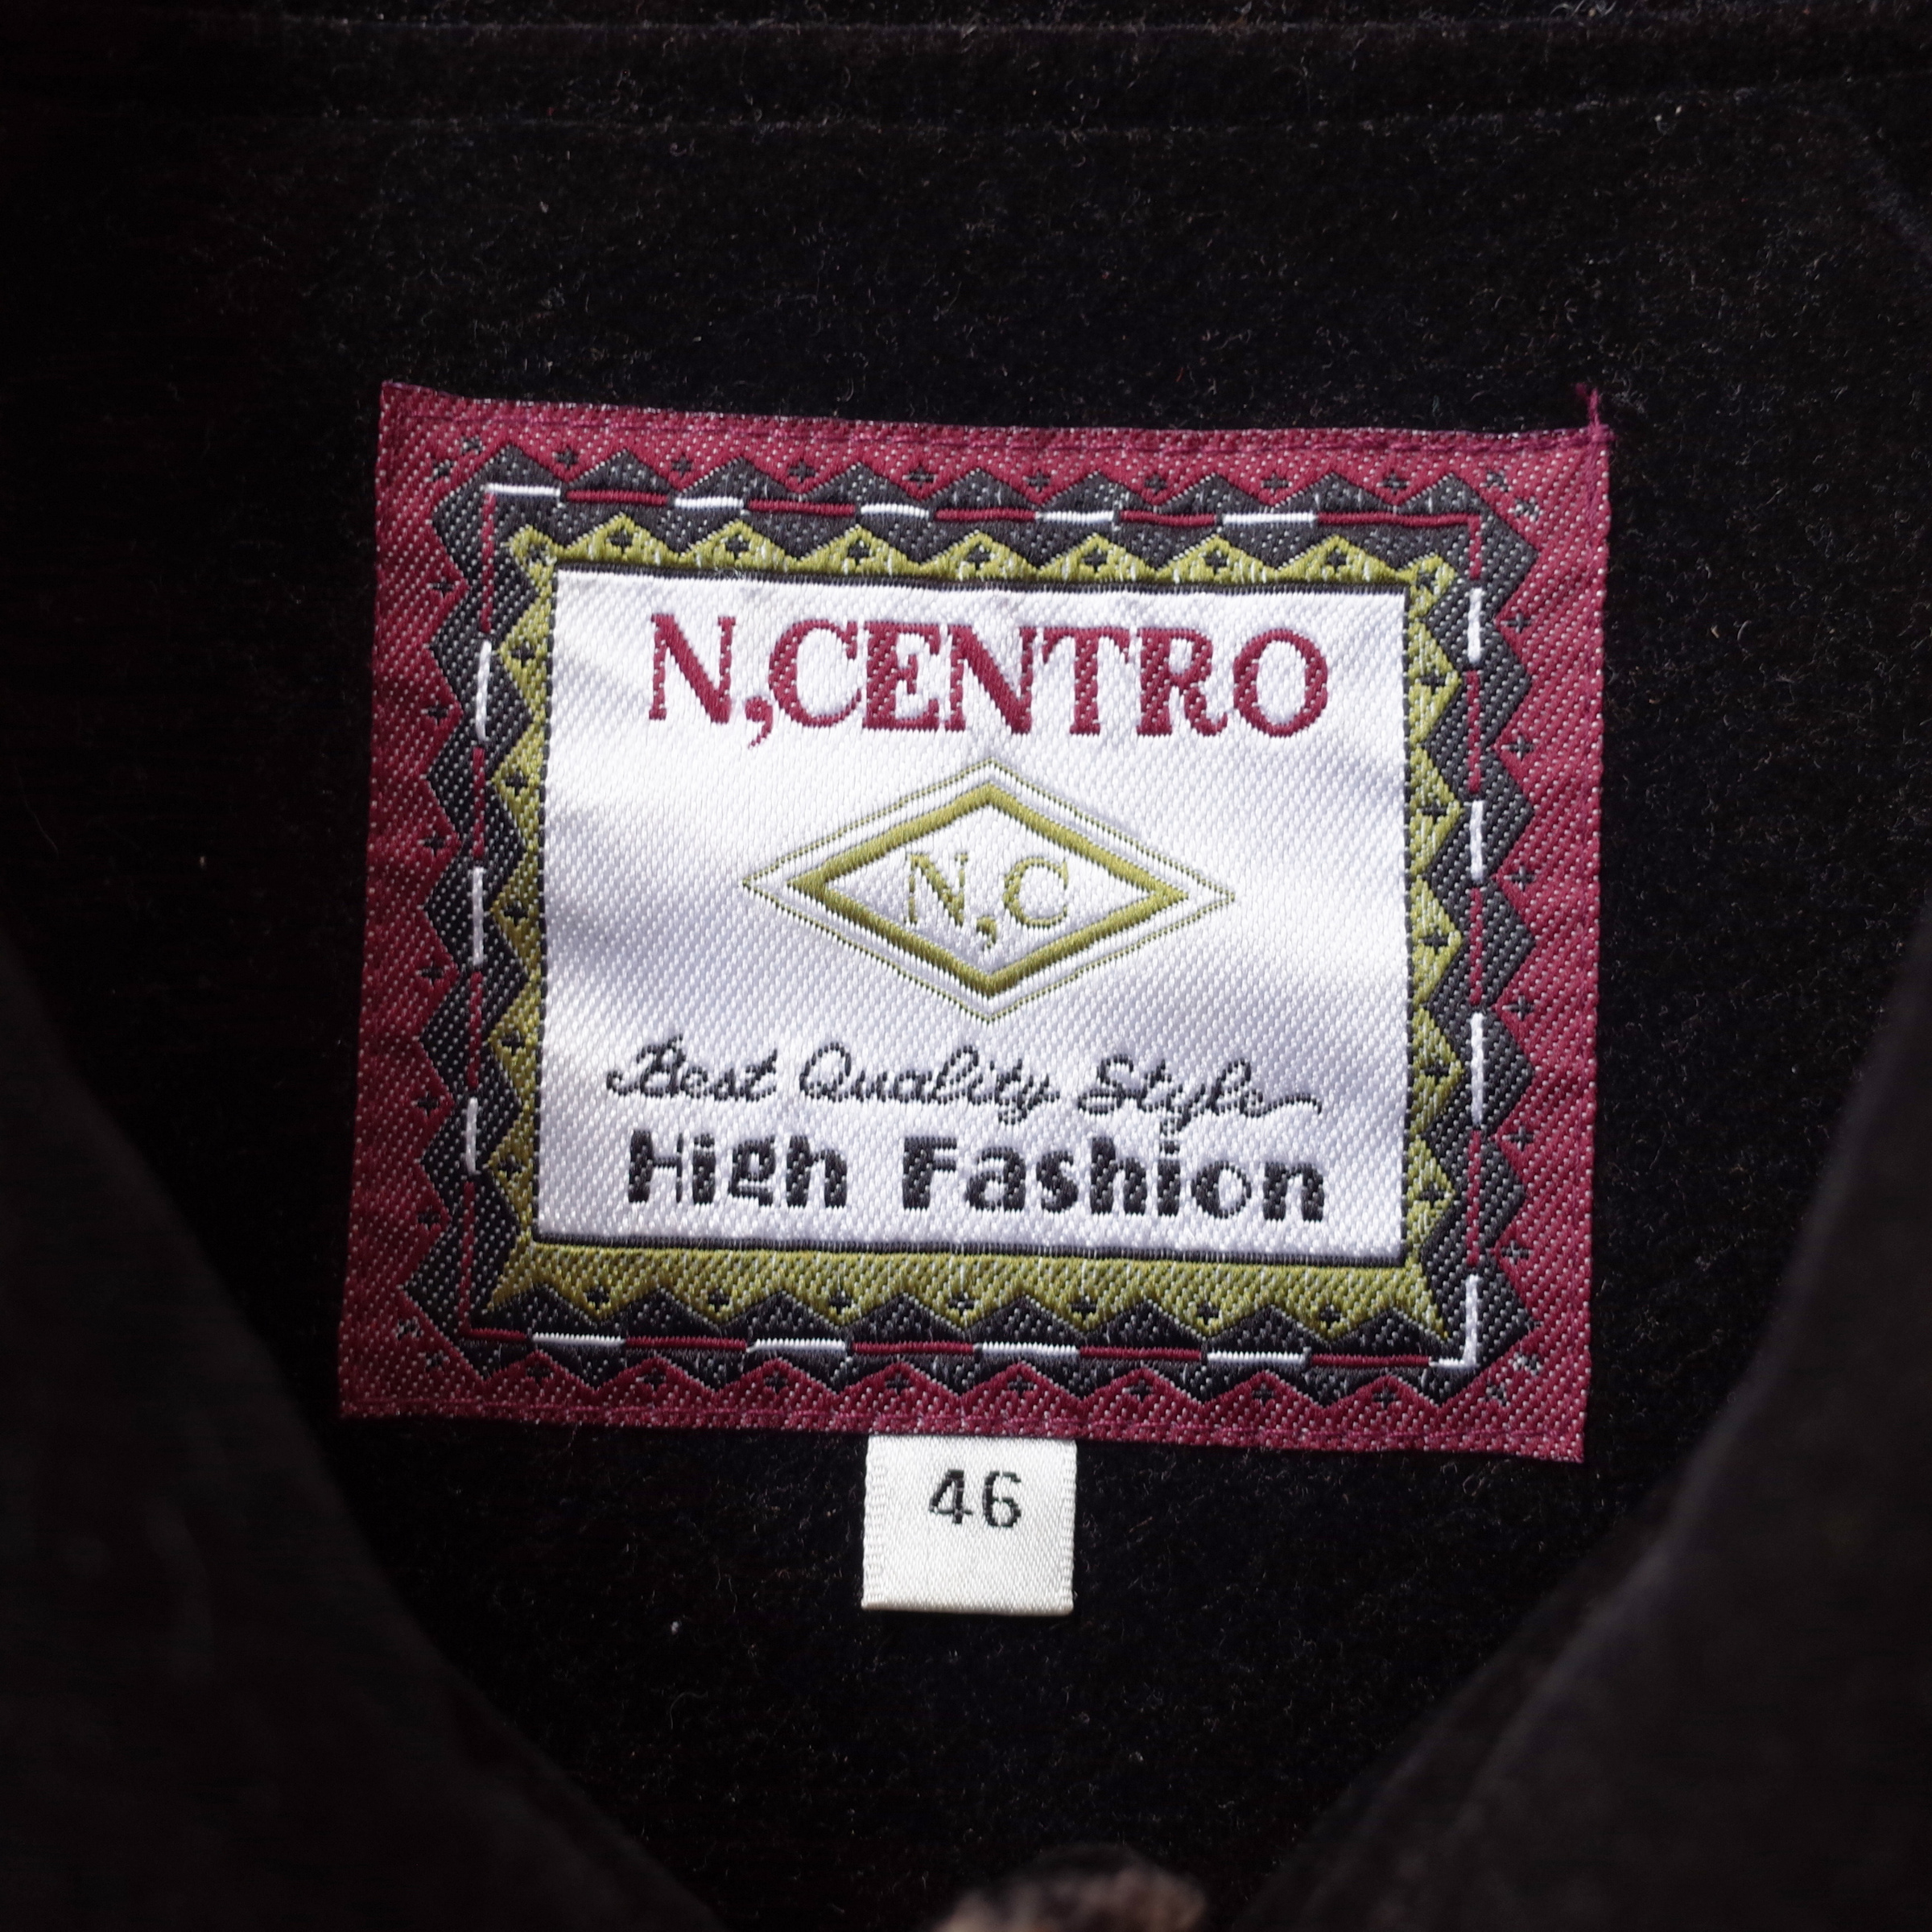 N,CENTRO
N,C
Best Quality Style
High Fashion
46